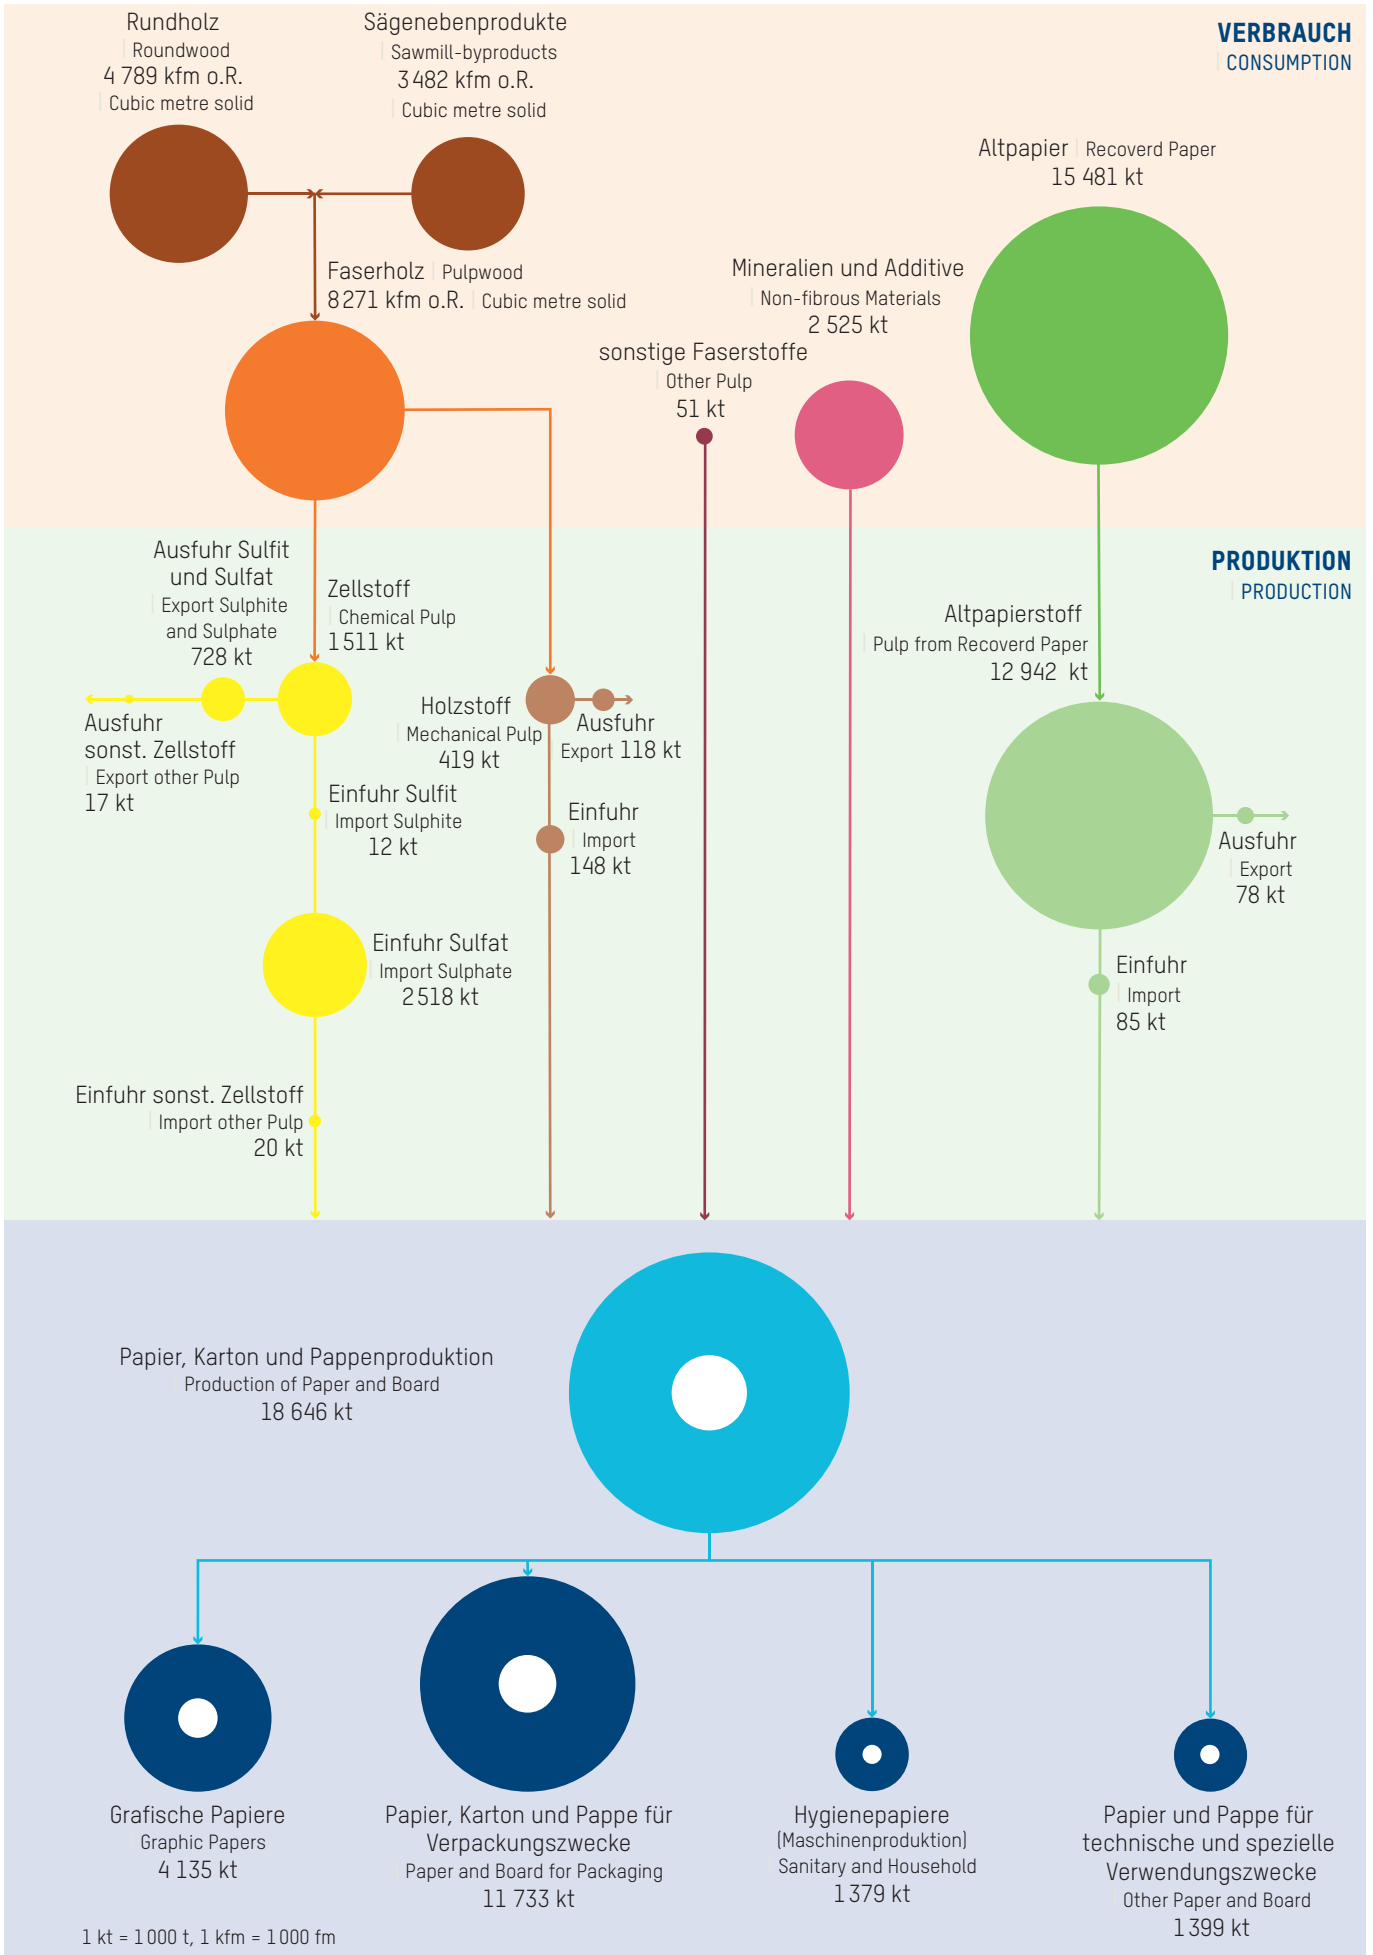 Rundholz
Roundwood
4 789 kfm o.R.
Cubic metre solid
Sägenebenprodukte
Sawmill-byproducts
3 482 kfm o.R.
Cubic metre solid
VERBRAUCH
CONSUMPTION
Altpapier | Recoverd Paper
15 481 kt
Faserholz | Pulpwood
8 271 kfm o.R. | Cubic metre solid
Mineralien und Additive
Non-fibrous Materials
2 525 kt
sonstige Faserstoffe
Other Pulp
51 kt
PRODUKTION
PRODUCTION
Ausfuhr Sulfit
und Sulfat
Export Sulphite
and Sulphate
728 kt
Zellstoff
Chemical Pulp
1 511 kt
Altpapierstoff
Pulp from Recoverd Paper
12 942 kt
Ausfuhr
sonst. Zellstoff
Export other Pulp
17 kt
Holzstoff
Mechanical Pulp
419 kt
Ausfuhr
Export 118 kt
Einfuhr Sulfit
Import Sulphite
12 kt
Einfuhr
Import
148 kt
Ausfuhr
Export
78 kt
Einfuhr Sulfat
Import Sulphate
2 518 kt
Einfuhr
Import
85 kt
Einfuhr sonst. Zellstoff
Import other Pulp
20 kt
Papier, Karton und Pappenproduktion
Production of Paper and Board
18 646 kt
Grafische Papiere
Graphic Papers
4 135 kt
Papier, Karton und Pappe für
Verpackungszwecke
Paper and Board for Packaging
11 733 kt
Hygienepapiere
(Maschinenproduktion)
Sanitary and Household
1 379 kt
Papier und Pappe für
technische und spezielle
Verwendungszwecke
Other Paper and Board
1 399 kt
1 kt = 1 000 t, 1 kfm = 1 000 fm